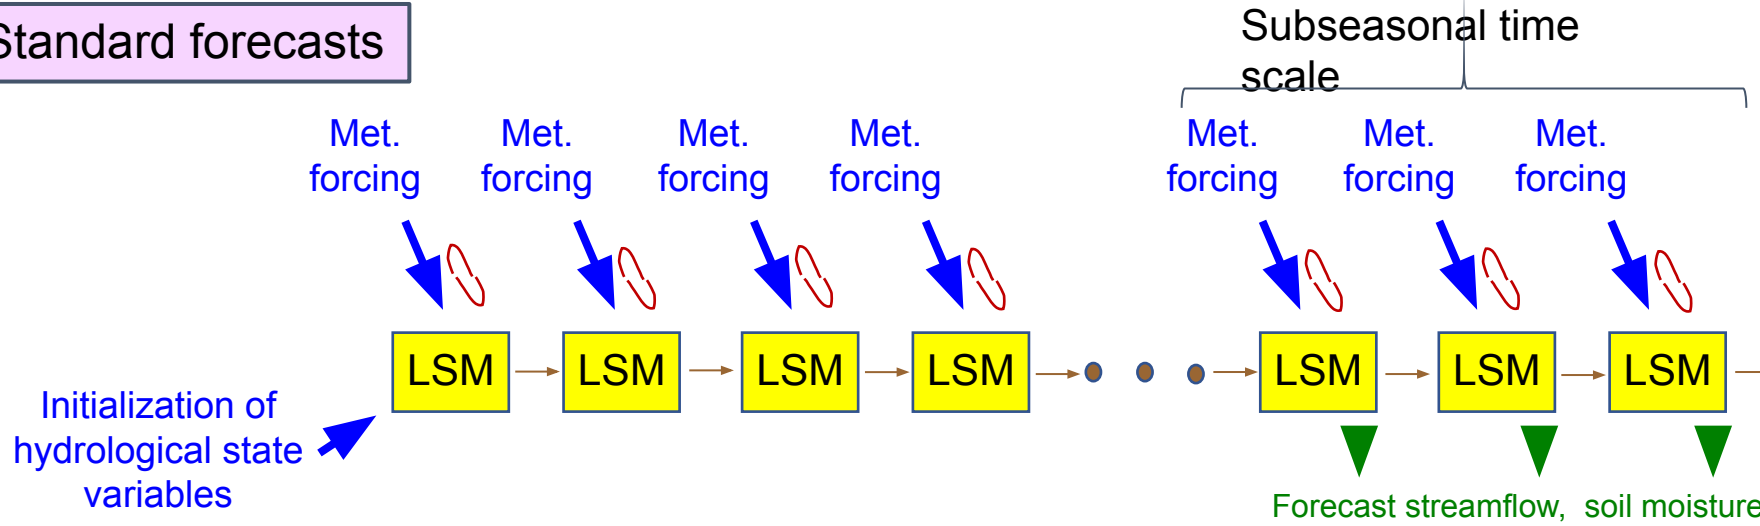 Standard forecasts
Subseasonal time
scale
Met.
forcing
Met.
forcing
Met.
forcing
Met.
forcing
Met.
forcing
Met.
forcing
Met.
forcing
LSM
LSM
LSM
LSM
LSM
LSM
LSM
Initialization of
hydrological state
variables
Forecast streamflow, soil moisture